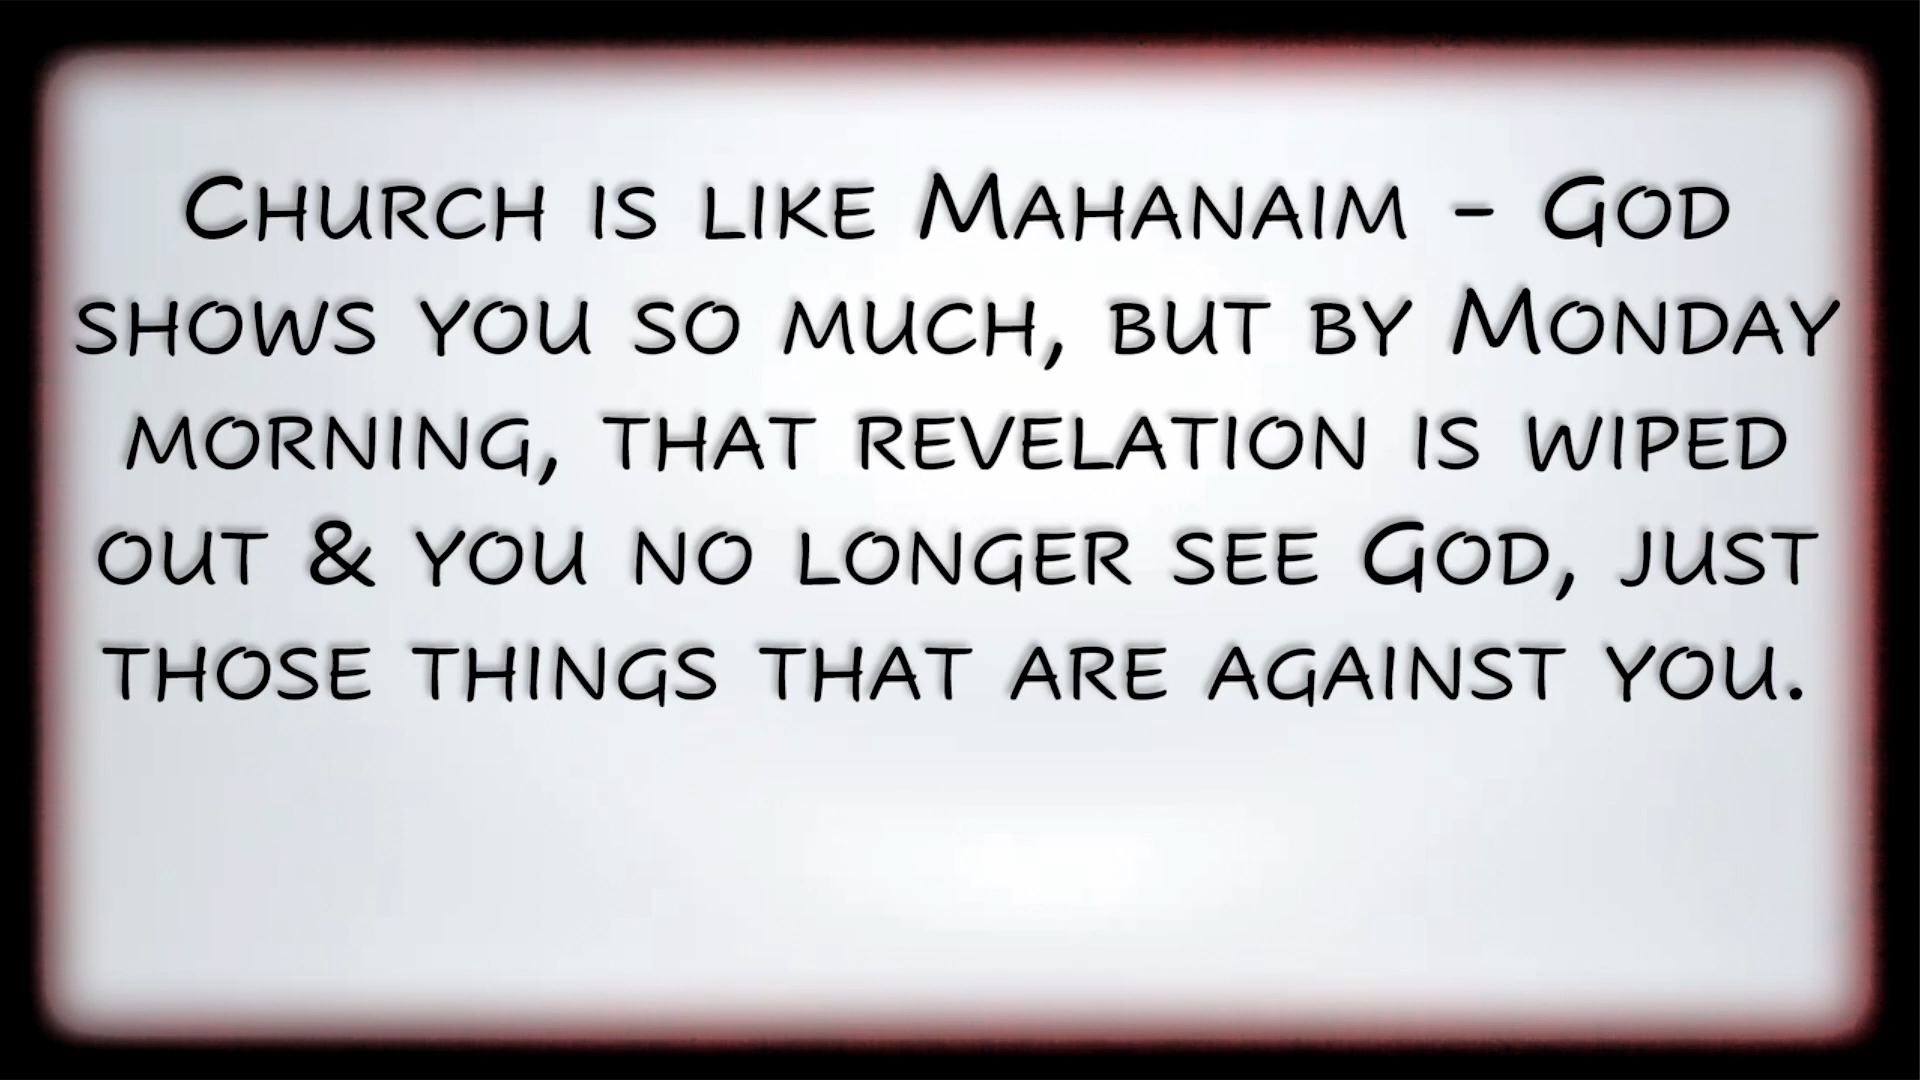 Church is like Mahanaim - God
shows you so much, but by Monday
morning, that revelation is wiped
out & you no longer see God, just
those things that are against you.